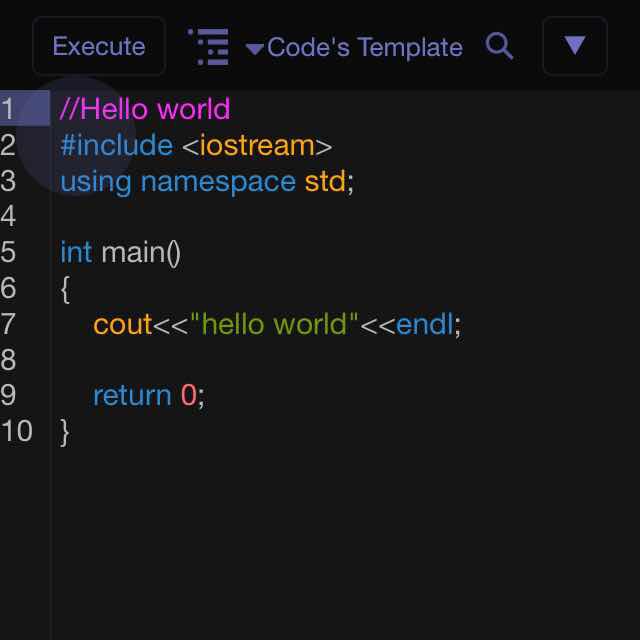 Execute Code's Template
1 //Hello world
2 #include <iostream>
3 using namespace std;
4
5 int main()
6 {
7 cout<<"hello world"<<endl;
8
9 return 0;
10 }